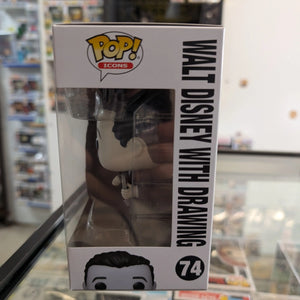 POP!
ICONS
WALT DISNEY WITH DRAWING
74